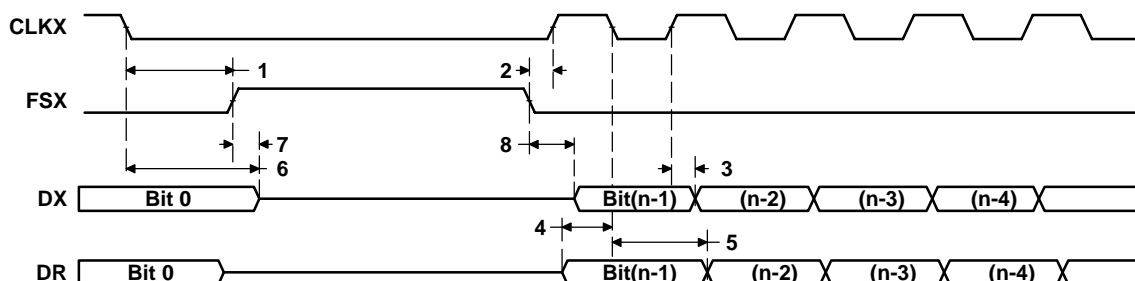 CLKX
1
2
FSX
7
8
6
3
DX
Bit 0
Bit(n-1)
(n-2)
(n-3)
(n-4)
4
5
DR
Bit 0
Bit(n-1)
(n-2)
(n-3)
(n-4)